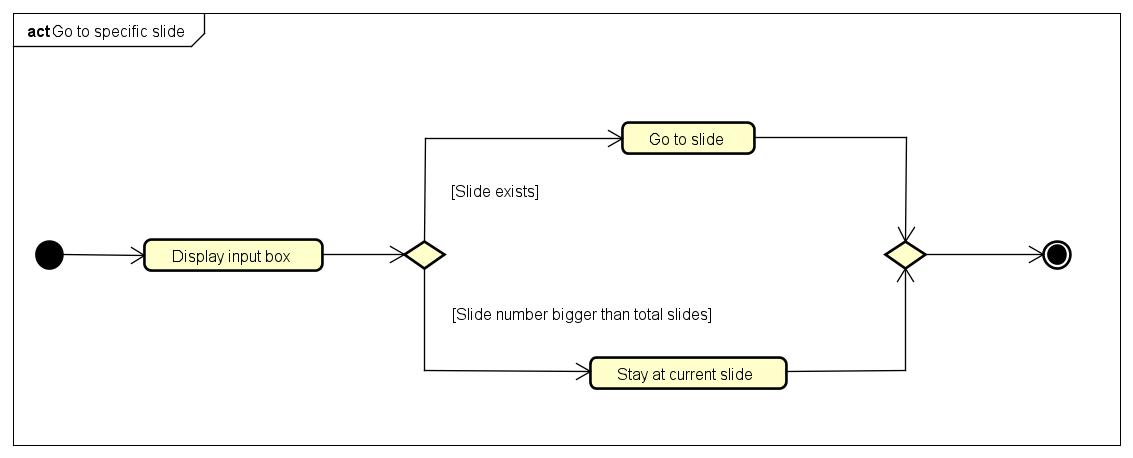 act Go to specific slide
Go to slide
[Slide exists]
Display input box
[Slide number bigger than total slides]
Stay at current slide